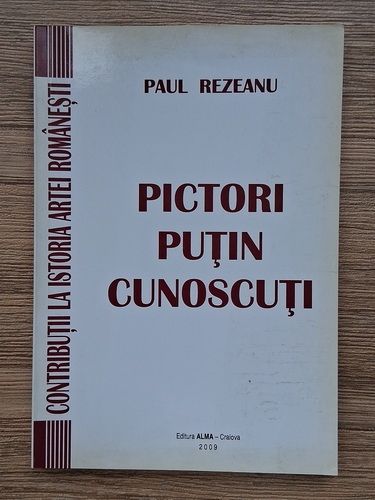 PAUL REZEANU
CONTRIBUȚII LA ISTORIA ARTEI ROMÂNEȘTI
PICTORI
PUȚIN
CUNOSCUȚI
Editura ALMA – Craiova
2009